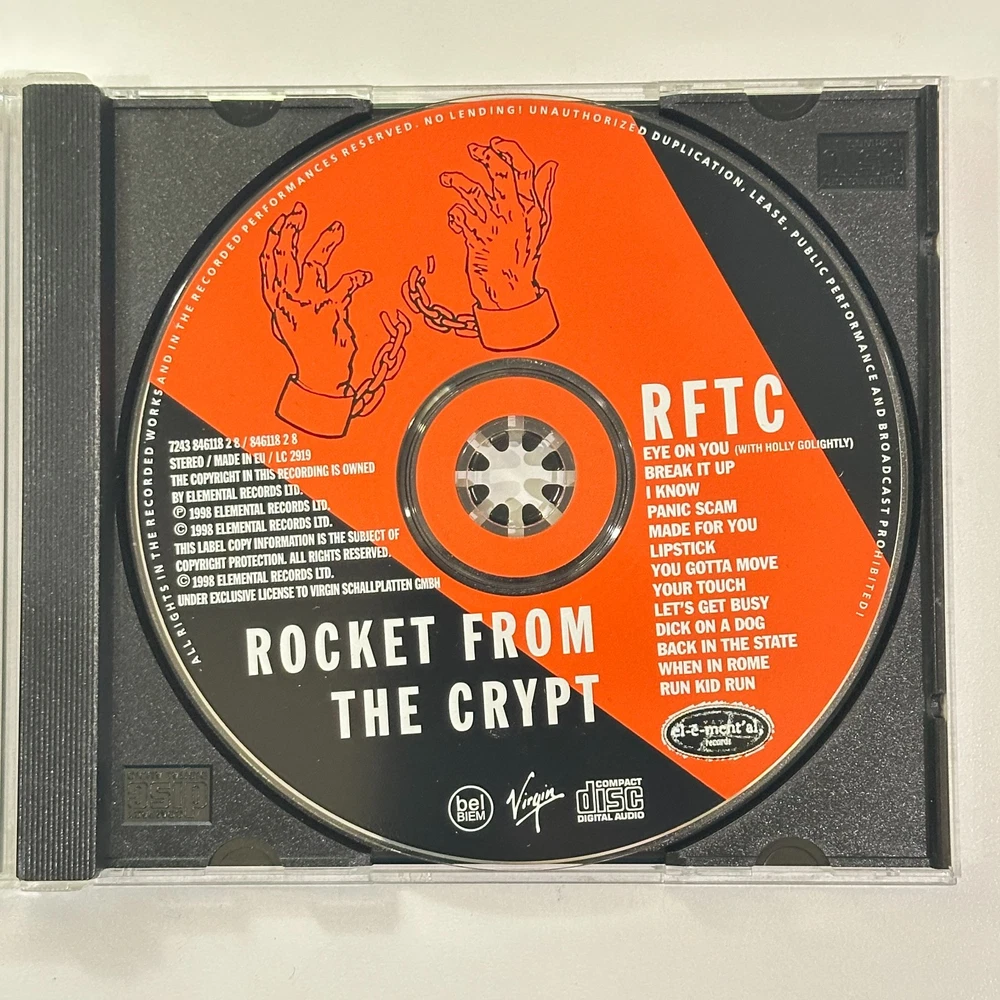 ALL RIGHTS IN THE RECORDED WORKS AND IN THE RECORDED PERFORMANCES RESERVED. NO LENDING! UNAUTHORIZED DUPLICATION, LEASE, PUBLIC PERFORMANCE AND BROADCAST PROHIBITED!
7243 846118 2 8 / 846118 2 8
STEREO / MADE IN EU / LC 2919
THE COPYRIGHT IN THIS RECORDING IS OWNED
BY ELEMENTAL RECORDS LTD.
℗ 1998 ELEMENTAL RECORDS LTD.
© 1998 ELEMENTAL RECORDS LTD.
THIS LABEL COPY INFORMATION IS THE SUBJECT OF
COPYRIGHT PROTECTION. ALL RIGHTS RESERVED.
© 1998 ELEMENTAL RECORDS LTD.
UNDER EXCLUSIVE LICENSE TO VIRGIN SCHALLPLATTEN GMBH
ROCKET FROM
THE CRYPT
RFTC
EYE ON YOU (WITH HOLLY GOLIGHTLY)
BREAK IT UP
I KNOW
PANIC SCAM
MADE FOR YOU
LIPSTICK
YOU GOTTA MOVE
YOUR TOUCH
LET'S GET BUSY
DICK ON A DOG
BACK IN THE STATE
WHEN IN ROME
RUN KID RUN
el-e-ment'al
records
bel
BIEM
Virgin
COMPACT
disc
DIGITAL AUDIO